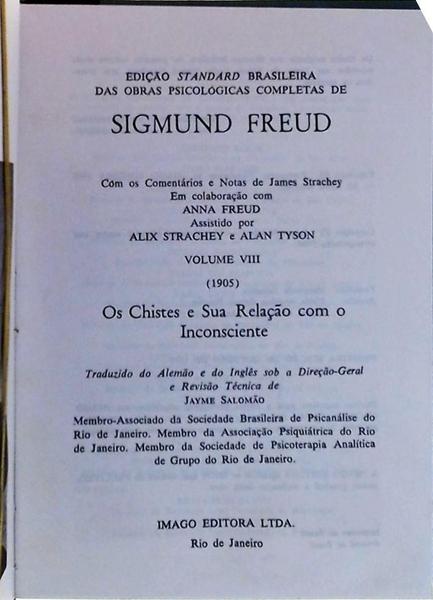 EDIÇÃO STANDARD BRASILEIRA
DAS OBRAS PSICOLÓGICAS COMPLETAS DE
SIGMUND FREUD
Com os Comentários e Notas de James Strachey
Em colaboração com
ANNA FREUD
Assistido por
ALIX STRACHEY e ALAN TYSON
VOLUME VIII
(1905)
Os Chistes e Sua Relação com o
Inconsciente
Traduzido do Alemão e do Inglês sob a Direção-Geral
e Revisão Técnica de
JAYME SALOMÃO
Membro-Associado da Sociedade Brasileira de Psicanálise do
Rio de Janeiro. Membro da Associação Psiquiátrica do Rio
de Janeiro. Membro da Sociedade de Psicoterapia Analítica
de Grupo do Rio de Janeiro.
IMAGO EDITORA LTDA.
Rio de Janeiro